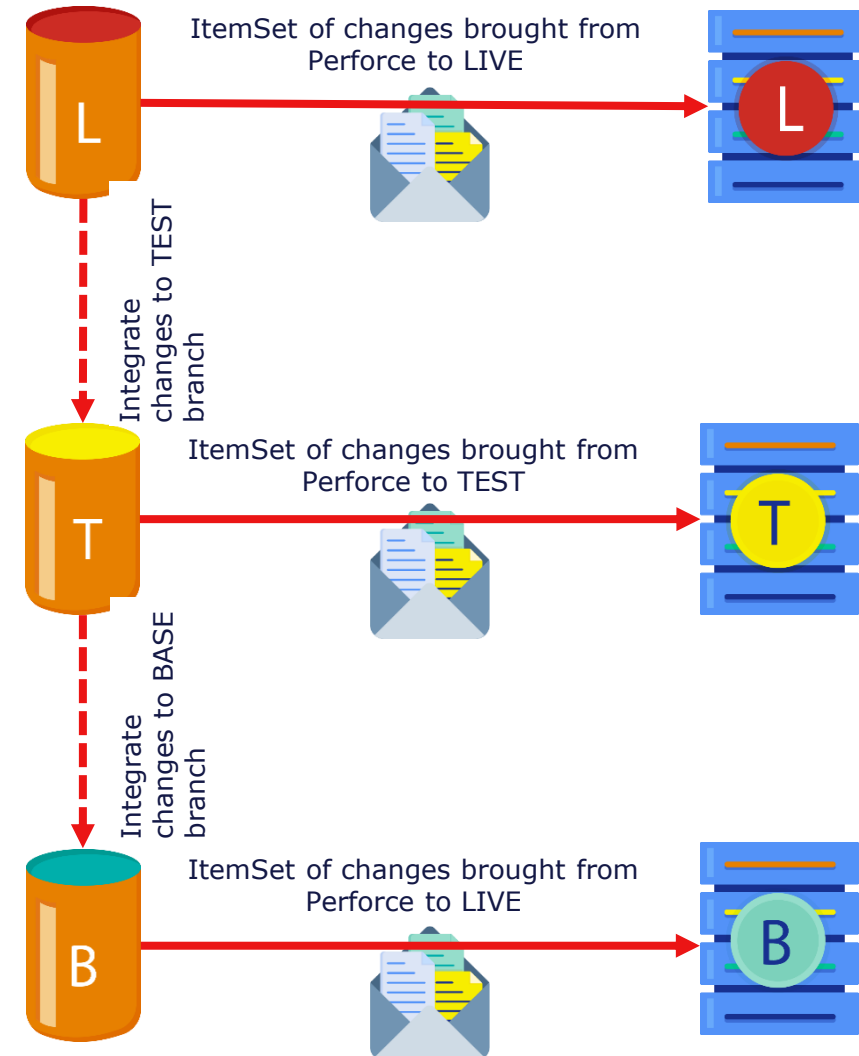 ItemSet of changes brought from
Perforce to LIVE
L
L
Integrate
changes to TEST
branch
ItemSet of changes brought from
Perforce to TEST
T
T
Integrate
changes to BASE
branch
ItemSet of changes brought from
Perforce to LIVE
B
B